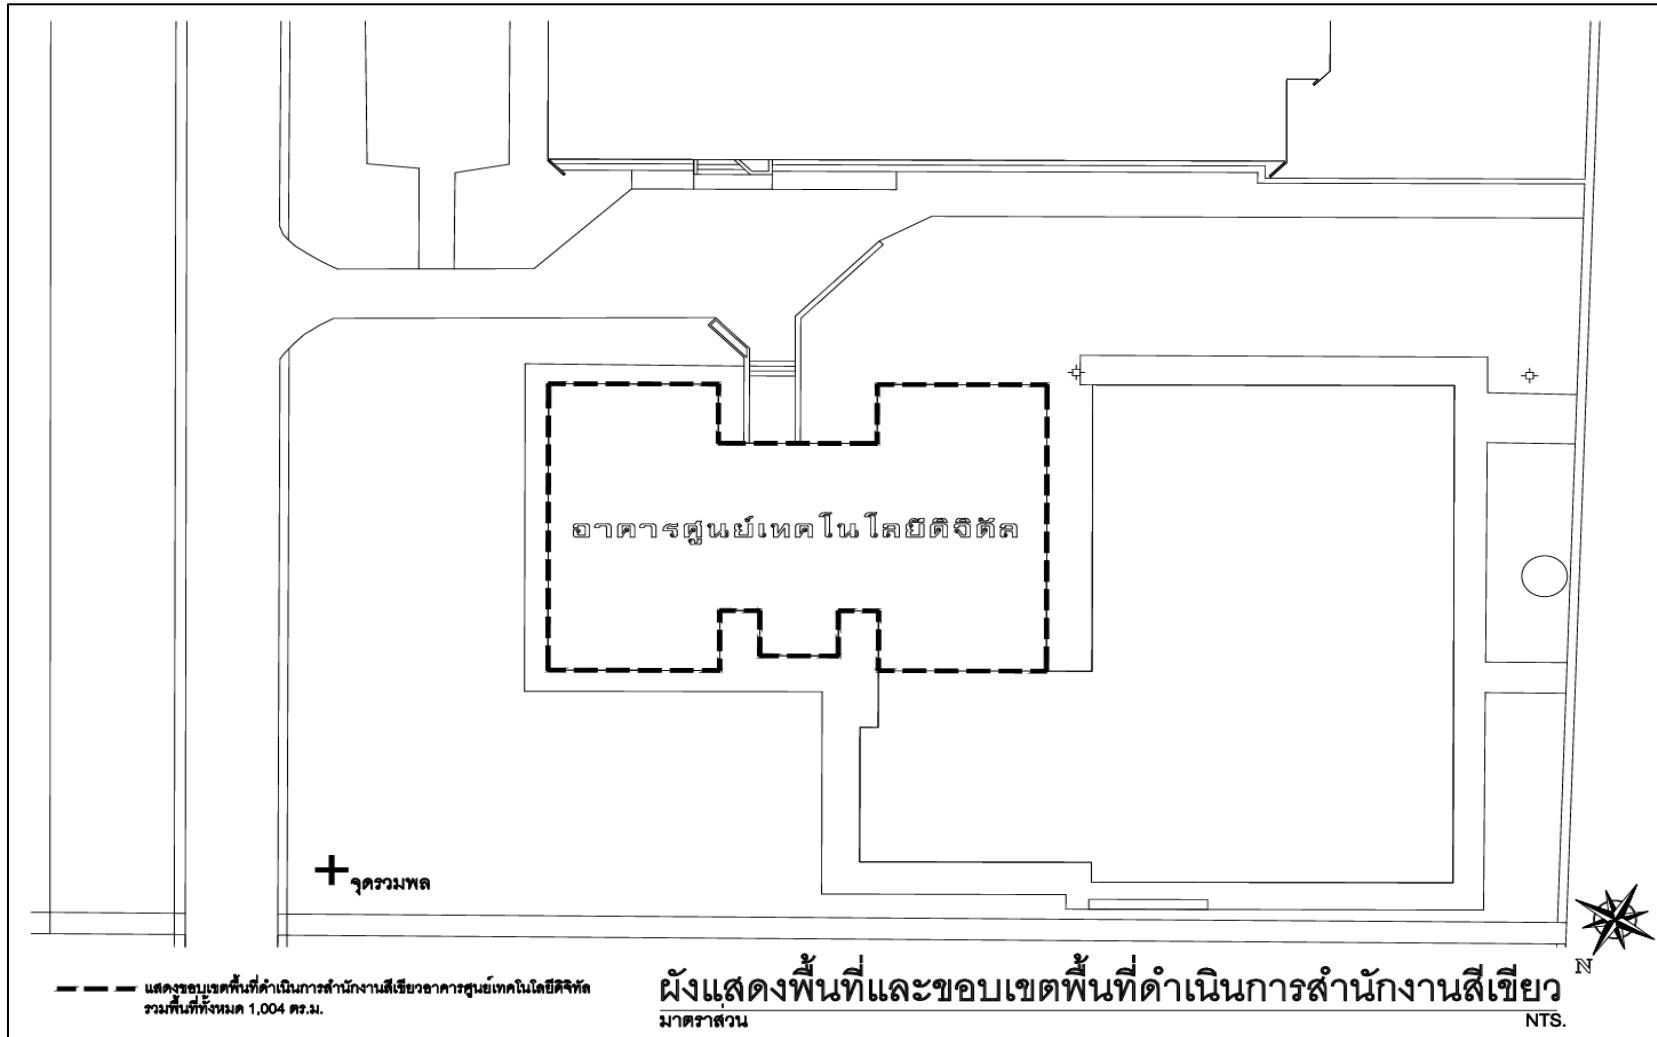 อาคารศูนย์เทคโนโลยีดิจิตัล
จุดรวมพล
N
แสดงขอบเขตพื้นที่ดำเนินการสำนักงานสีเขียวอาคารศูนย์เทคโนโลยีดิจิทัล
รวมพื้นที่ทั้งหมด 1,004 ตร.ม.
ผังแสดงพื้นที่และขอบเขตพื้นที่ดำเนินการสำนักงานสีเขียว
มาตราส่วน NTS.